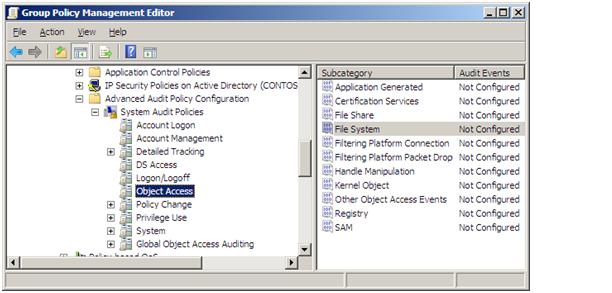 Group Policy Management Editor
File Action View Help
Application Control Policies
IP Security Policies on Active Directory (CONTOS
Advanced Audit Policy Configuration
System Audit Policies
Account Logon
Account Management
Detailed Tracking
DS Access
Logon/Logoff
Object Access
Policy Change
Privilege Use
System
Global Object Access Auditing
Subcategory Audit Events
Application Generated Not Configured
Certification Services Not Configured
File Share Not Configured
File System Not Configured
Filtering Platform Connection Not Configured
Filtering Platform Packet Drop Not Configured
Handle Manipulation Not Configured
Kernel Object Not Configured
Other Object Access Events Not Configured
Registry Not Configured
SAM Not Configured